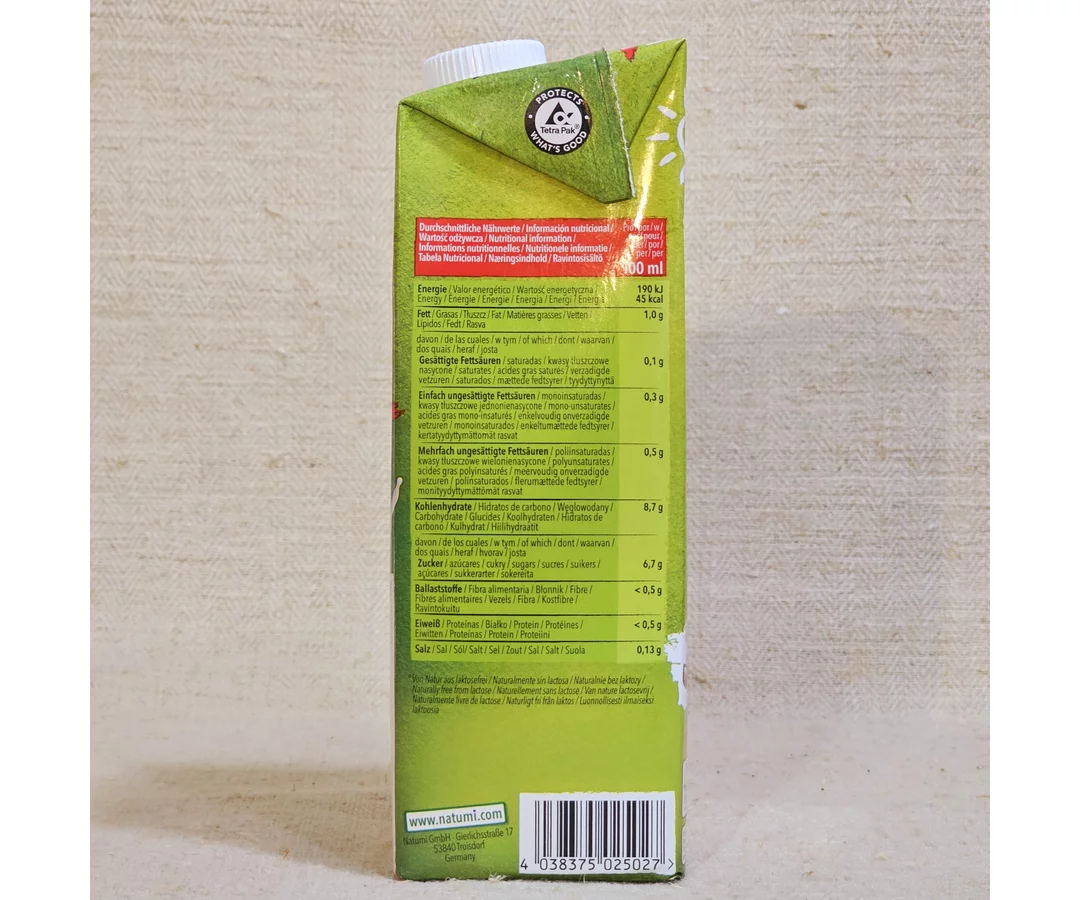 PROTECTS
Tetra Pak®
WHAT'S GOOD
Durchschnittliche Nährwerte / Información nutricional /
Wartość odżywcza / Nutritional information /
Informations nutritionnelles / Nutritionele informatie /
Tabela Nutricional / Næringsindhold / Ravintosisältö
100 ml
Energie / Valor energético / Wartość energetyczna / 190 kJ
Energy / Energie / Energie / Energia / Energi / Energia 45 kcal
Fett / Grasas / Tłuszcz / Fat / Matières grasses / Vetten / 1,0 g
Lípidos / Fedt / Rasva
davon / de las cuales / w tym / of which / dont / waarvan /
dos quais / heraf / josta
Gesättigte Fettsäuren / saturadas / kwasy tłuszczowe 0,1 g
nasycone / saturates / acides gras saturés / verzadigde
vetzuren / saturados / mættede fedtsyrer / tyydyttynyttä
Einfach ungesättigte Fettsäuren / monoinsaturadas / 0,3 g
kwasy tłuszczowe jednonienasycone / mono-unsaturates /
acides gras mono-insaturés / enkelvoudig onverzadigde
vetzuren / monoinsaturados / enkeltumættede fedtsyrer /
kertatyydyttymättömät rasvat
Mehrfach ungesättigte Fettsäuren / poliinsaturadas / 0,5 g
kwasy tłuszczowe wielonienasycone / polyunsaturates /
acides gras polyinsaturés / meervoudig onverzadigde
vetzuren / polinsaturados / flerumættede fedtsyrer /
monityydyttymättömät rasvat
Kohlenhydrate / Hidratos de carbono / Węglowodany / 8,7 g
Carbohydrate / Glucides / Koolhydraten / Hidratos de
carbono / Kulhydrat / Hiilihydraatit
davon / de los cuales / w tym / of which / dont / waarvan /
dos quais / heraf / hvorav / josta
Zucker / azúcares / cukry / sugars / sucres / suikers / 6,7 g
açúcares / sukkerarter / sokereita
Ballaststoffe / Fibra alimentaria / Błonnik / Fibre / < 0,5 g
Fibres alimentaires / Vezels / Fibra / Kostfibre /
Ravintokuitu
Eiweiß / Proteínas / Białko / Protein / Protéines / < 0,5 g
Eiwitten / Proteínas / Protein / Proteiini
Salz / Sal / Sól / Salt / Sel / Zout / Sal / Salt / Suola 0,13 g
*Von Natur aus laktosefrei / Naturalmente sin lactosa / Naturalnie bez laktozy /
Naturally free from lactose / Naturellement sans lactose / Van nature lactosevrij /
Naturalmente livre de lactose / Naturligt fri från laktos / Luonnollisesti ilmaiseksi
laktoosia
www.natumi.com
Natumi GmbH · Gierlichsstraße 17
53840 Troisdorf
Germany
4 038375 025027 >